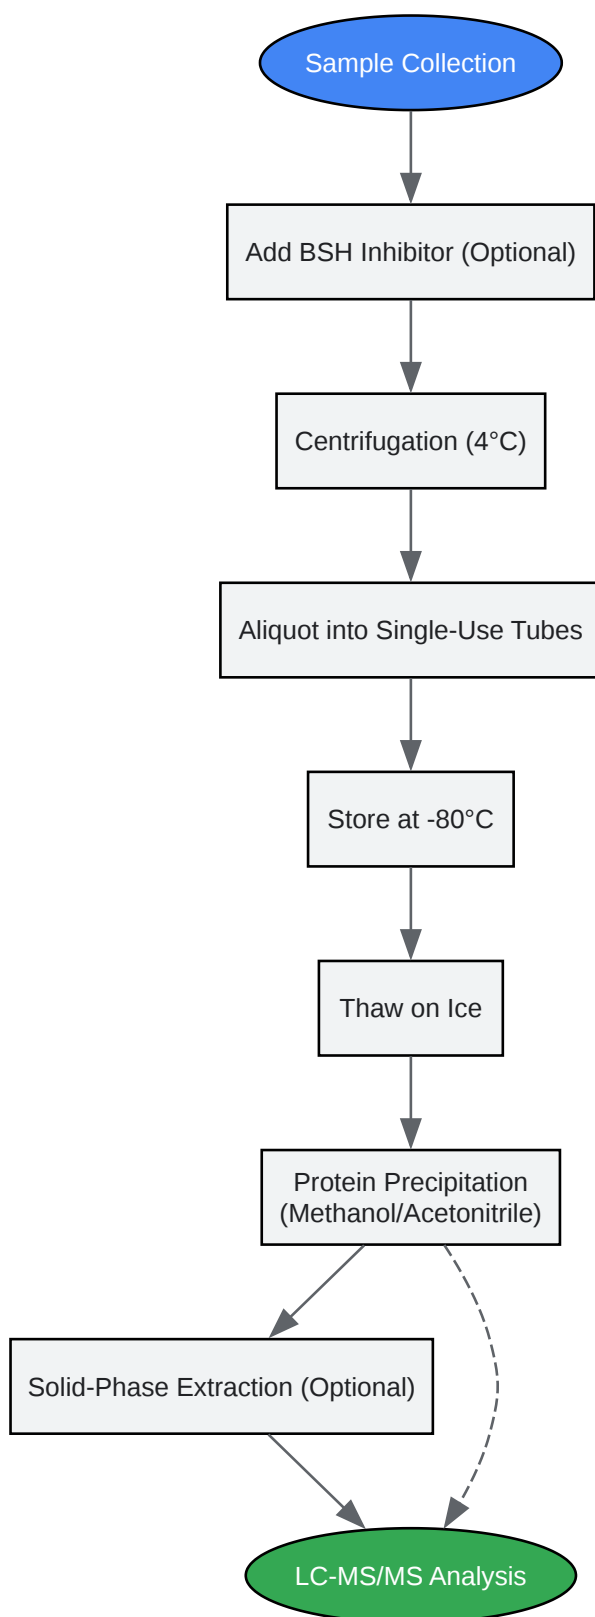 Sample Collection
Add BSH Inhibitor (Optional)
Centrifugation (4°C)
Aliquot into Single-Use Tubes
Store at -80°C
Thaw on Ice
Protein Precipitation
(Methanol/Acetonitrile)
Solid-Phase Extraction (Optional)
LC-MS/MS Analysis